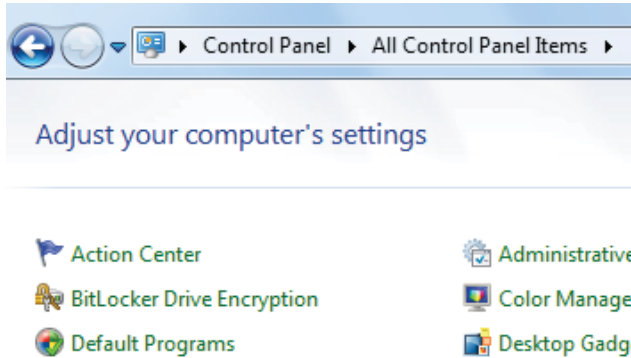 Control Panel All Control Panel Items
Adjust your computer's settings
Action Center
Administrative
BitLocker Drive Encryption
Color Manage
Default Programs
Desktop Gadg